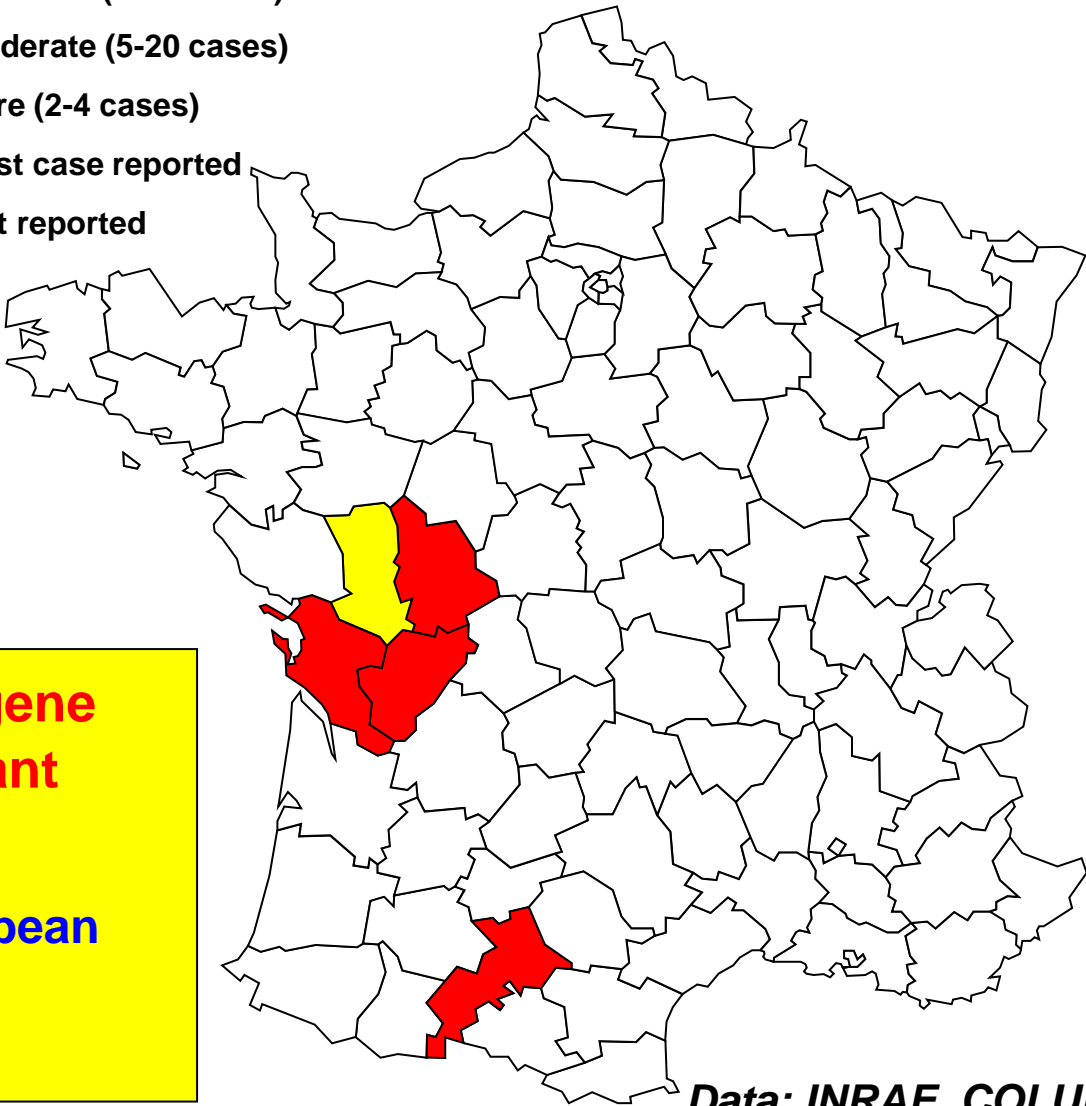 derate (5-20 cases)
re (2-4 cases)
st case reported
t reported
gene
ant
pean
Data: INRAE, COLU